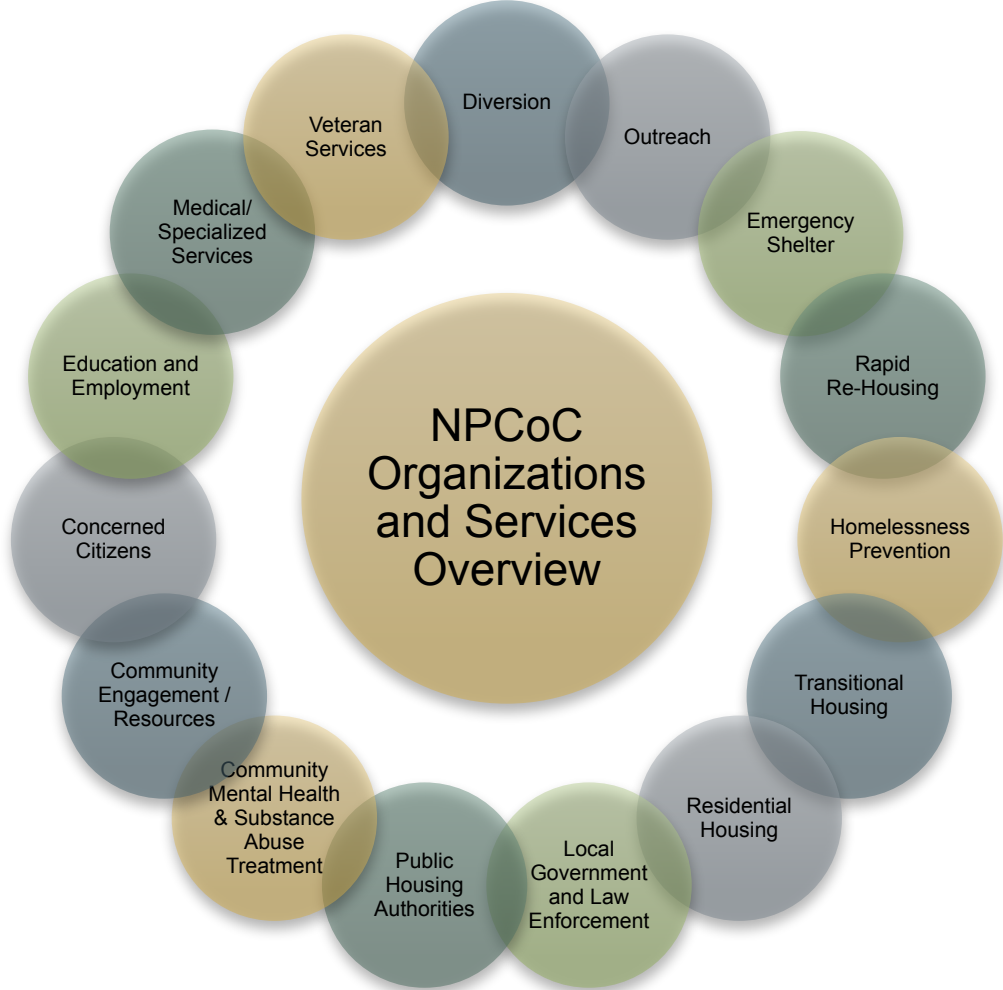 Diversion
Outreach
Emergency
Shelter
Rapid
Re-Housing
Homelessness
Prevention
Transitional
Housing
Residential
Housing
Local
Government
and Law
Enforcement
Public
Housing
Authorities
Community
Mental Health
& Substance
Abuse
Treatment
Community
Engagement /
Resources
Concerned
Citizens
Education and
Employment
Medical/
Specialized
Services
Veteran
Services
NPCoC
Organizations
and Services
Overview